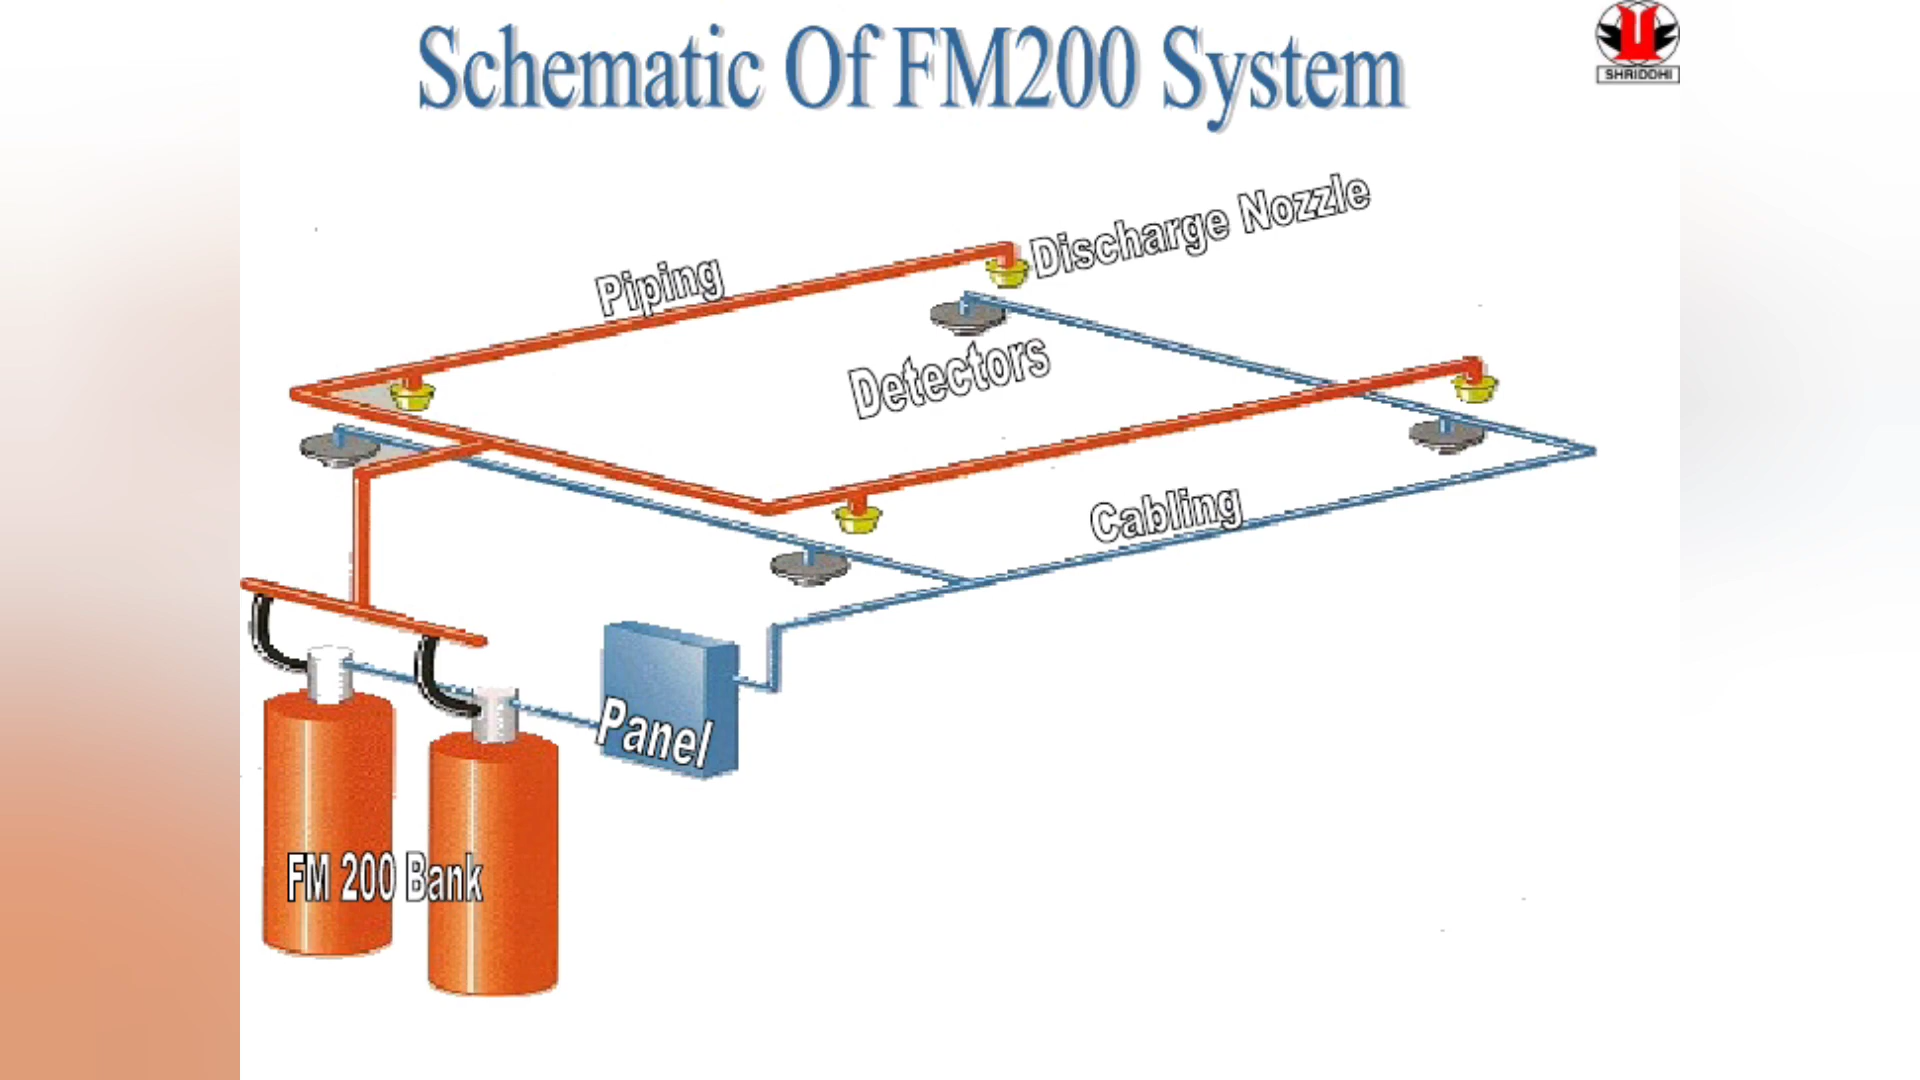 Schematic Of FM200 System
SHRIDDHI
Discharge Nozzle
Piping
Detectors
Cabling
Panel
FM 200 Bank